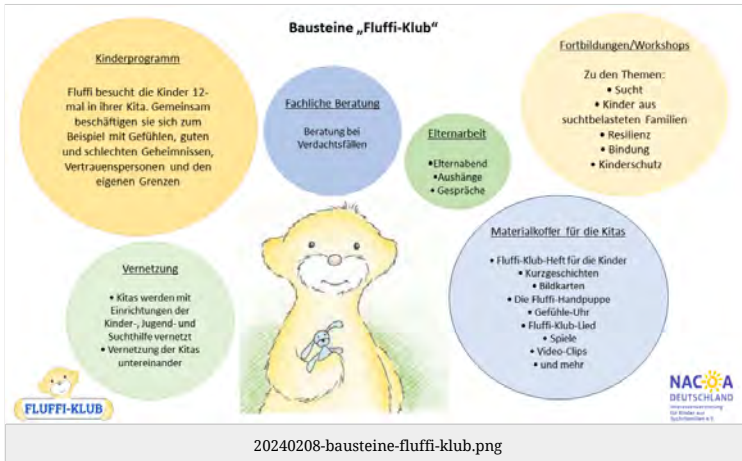 Bausteine „Fluffi-Klub“
Kinderprogramm
Fluffi besucht die Kinder 12-
mal in ihrer Kita. Gemeinsam
beschäftigen sie sich zum
Beispiel mit Gefühlen, guten
und schlechten Geheimnissen,
Vertrauenspersonen und den
eigenen Grenzen
Fachliche Beratung
Beratung bei
Verdachtsfällen
Elternarbeit
•Elternabend
•Aushänge
• Gespräche
Fortbildungen/Workshops
Zu den Themen:
• Sucht
• Kinder aus
suchtbelasteten Familien
• Resilienz
• Bindung
• Kinderschutz
Vernetzung
• Kitas werden mit
Einrichtungen der
Kinder-, Jugend- und
Suchthilfe vernetzt
• Vernetzung der Kitas
untereinander
Materialkoffer für die Kitas
• Fluffi-Klub-Heft für die Kinder
• Kurzgeschichten
• Bildkarten
• Die Fluffi-Handpuppe
• Gefühle-Uhr
• Fluffi-Klub-Lied
• Spiele
• Video-Clips
• und mehr
FLUFFI-KLUB
NACOA
DEUTSCHLAND
Interessenvertretung
für Kinder aus
Suchtfamilien e.V.
20240208-bausteine-fluffi-klub.png